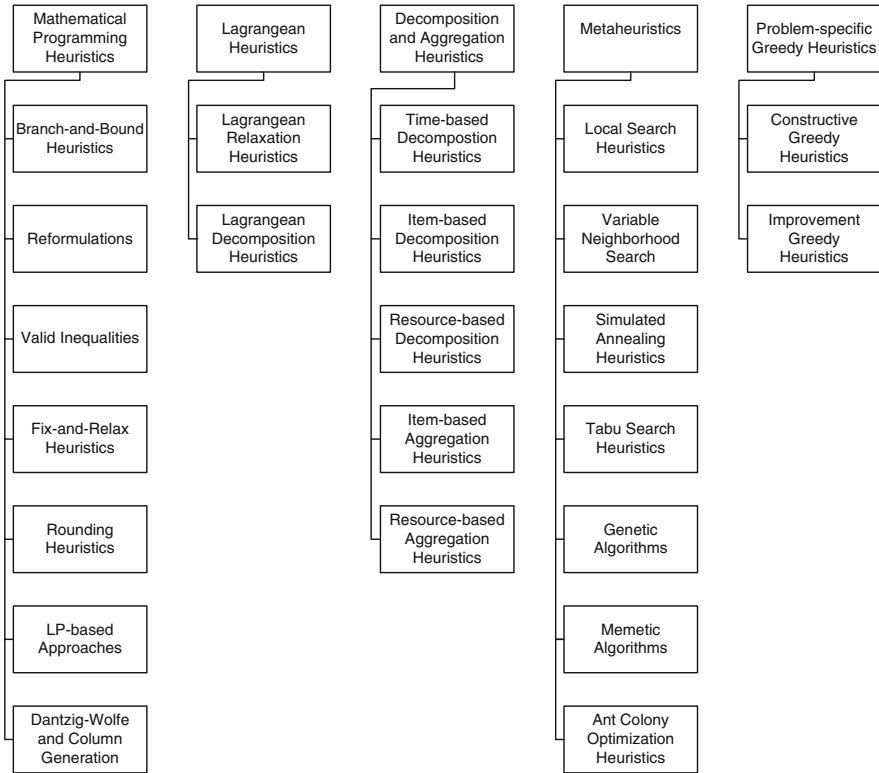 Mathematical
Programming
Heuristics
Branch-and-Bound
Heuristics
Reformulations
Valid Inequalities
Fix-and-Relax
Heuristics
Rounding
Heuristics
LP-based
Approaches
Dantzig-Wolfe
and Column
Generation
Lagrangean
Heuristics
Lagrangean
Relaxation
Heuristics
Lagrangean
Decomposition
Heuristics
Decomposition
and Aggregation
Heuristics
Time-based
Decompostion
Heuristics
Item-based
Decomposition
Heuristics
Resource-based
Decomposition
Heuristics
Item-based
Aggregation
Heuristics
Resource-based
Aggregation
Heuristics
Metaheuristics
Local Search
Heuristics
Variable
Neighborhood
Search
Simulated
Annealing
Heuristics
Tabu Search
Heuristics
Genetic
Algorithms
Memetic
Algorithms
Ant Colony
Optimization
Heuristics
Problem-specific
Greedy Heuristics
Constructive
Greedy
Heuristics
Improvement
Greedy
Heuristics